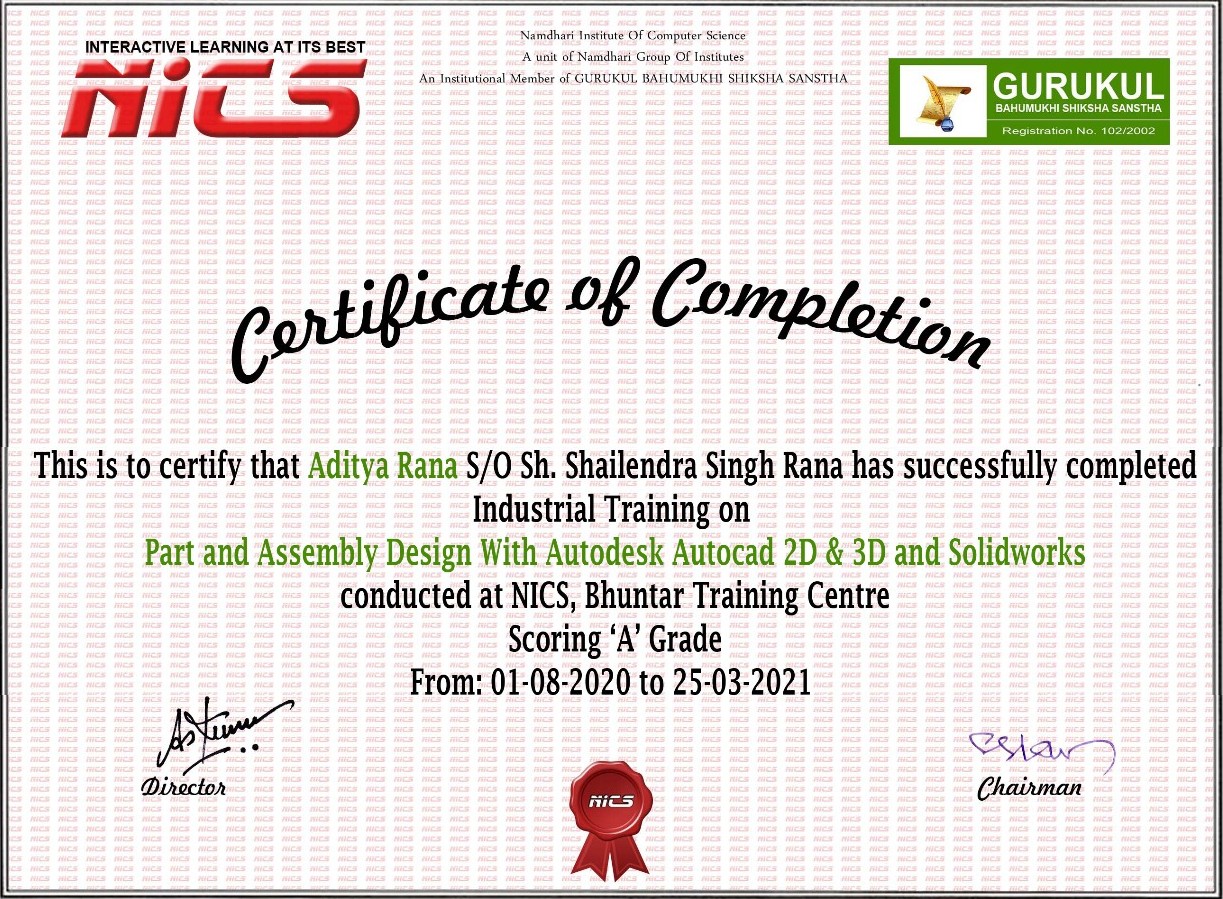 INTERACTIVE LEARNING AT ITS BEST
NiCS
Namdhari Institute Of Computer Science
A unit of Namdhari Group Of Institutes
An Institutional Member of GURUKUL BAHUMUKHI SHIKSHA SANSTHA
GURUKUL
BAHUMUKHI SHIKSHA SANSTHA
Registration No. 102/2002
Certificate of Completion
This is to certify that Aditya Rana S/O Sh. Shailendra Singh Rana has successfully completed
Industrial Training on
Part and Assembly Design With Autodesk Autocad 2D & 3D and Solidworks
conducted at NICS, Bhuntar Training Centre
Scoring ‘A’ Grade
From: 01-08-2020 to 25-03-2021
Director
NiCS
Chairman